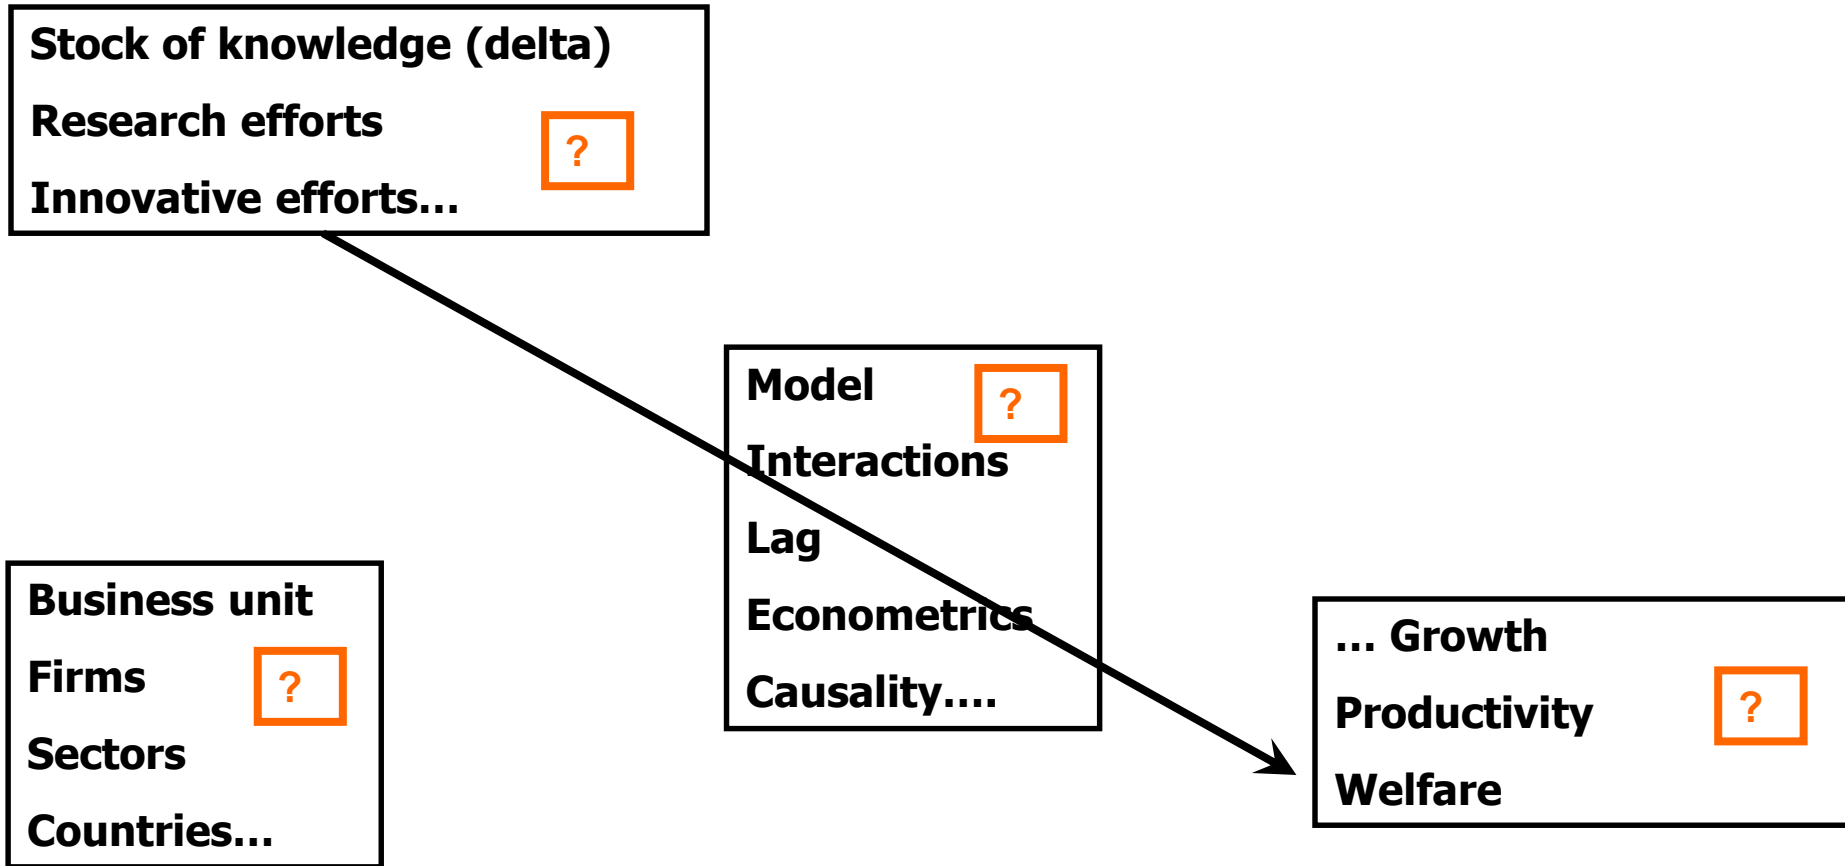 Stock of knowledge (delta)
Research efforts
?
Innovative efforts...
Model
?
Interactions
Lag
Econometrics
Causality....
Business unit
Firms
?
Sectors
Countries...
... Growth
Productivity
?
Welfare